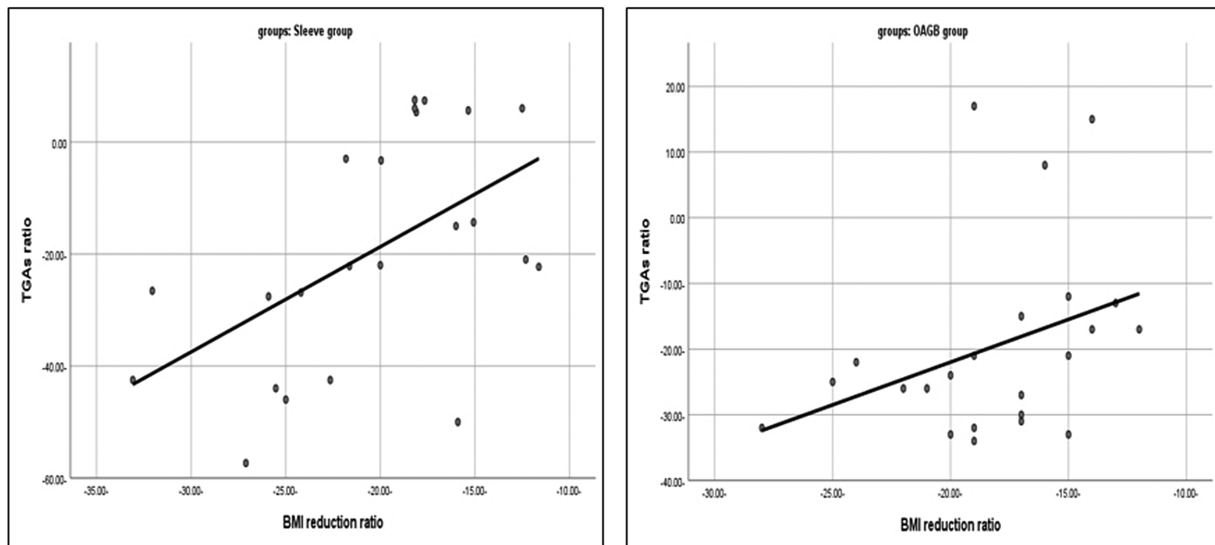 groups: Sleeve group
0.00
-20.00-
-40.00-
-60.00-
TGAs ratio
-35.00- -30.00- -25.00- -20.00- -15.00- -10.00-
BMI reduction ratio
groups: OAGB group
20.00
10.00
0.00
-10.00-
-20.00-
-30.00-
-40.00-
TGAs ratio
-30.00- -25.00- -20.00- -15.00- -10.00-
BMI reduction ratio